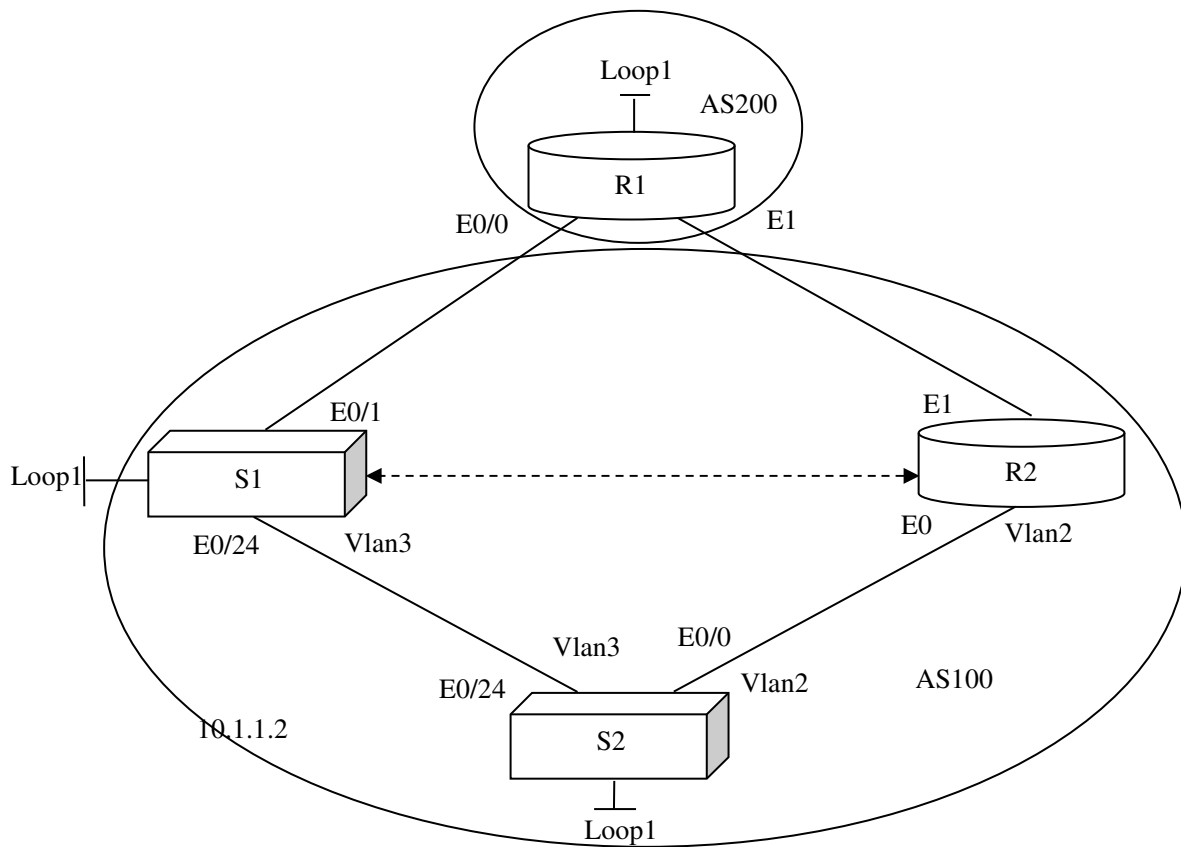 Loop1
AS200
R1
E0/0
E1
E0/1
E1
Loop1
S1
R2
E0/24
Vlan3
E0
Vlan2
Vlan3
E0/0
E0/24
Vlan2
AS100
10.1.1.2
S2
Loop1